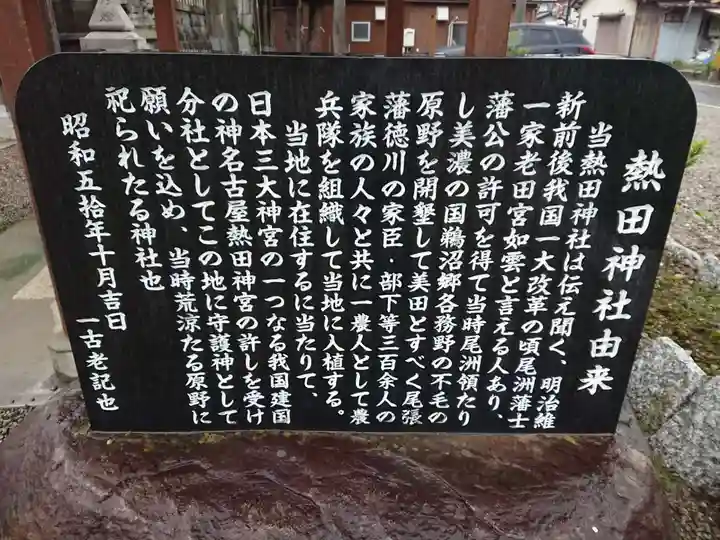 熱田神社由来
当熱田神社は伝え聞く、明治維
新前後我国一大改革の頃尾洲藩士
一家老田宮如雲と言える人あり、
藩公の許可を得て当時尾洲領たり
し美濃の国鵜沼郷各務野の不毛の
原野を開墾して美田とすべく尾張
藩徳川の家臣・部下等三百余人の
家族の人々と共に一農人として農
兵隊を組織して当地に入植する。
当地に在住するに当たりて、
日本三大神宮の一つなる我国建国
の神名古屋熱田神宮の許しを受け
分社としてこの地に守護神として
願いを込め、当時荒涼たる原野に
祀られたる神社也
昭和五拾年十月吉日
一古老記也